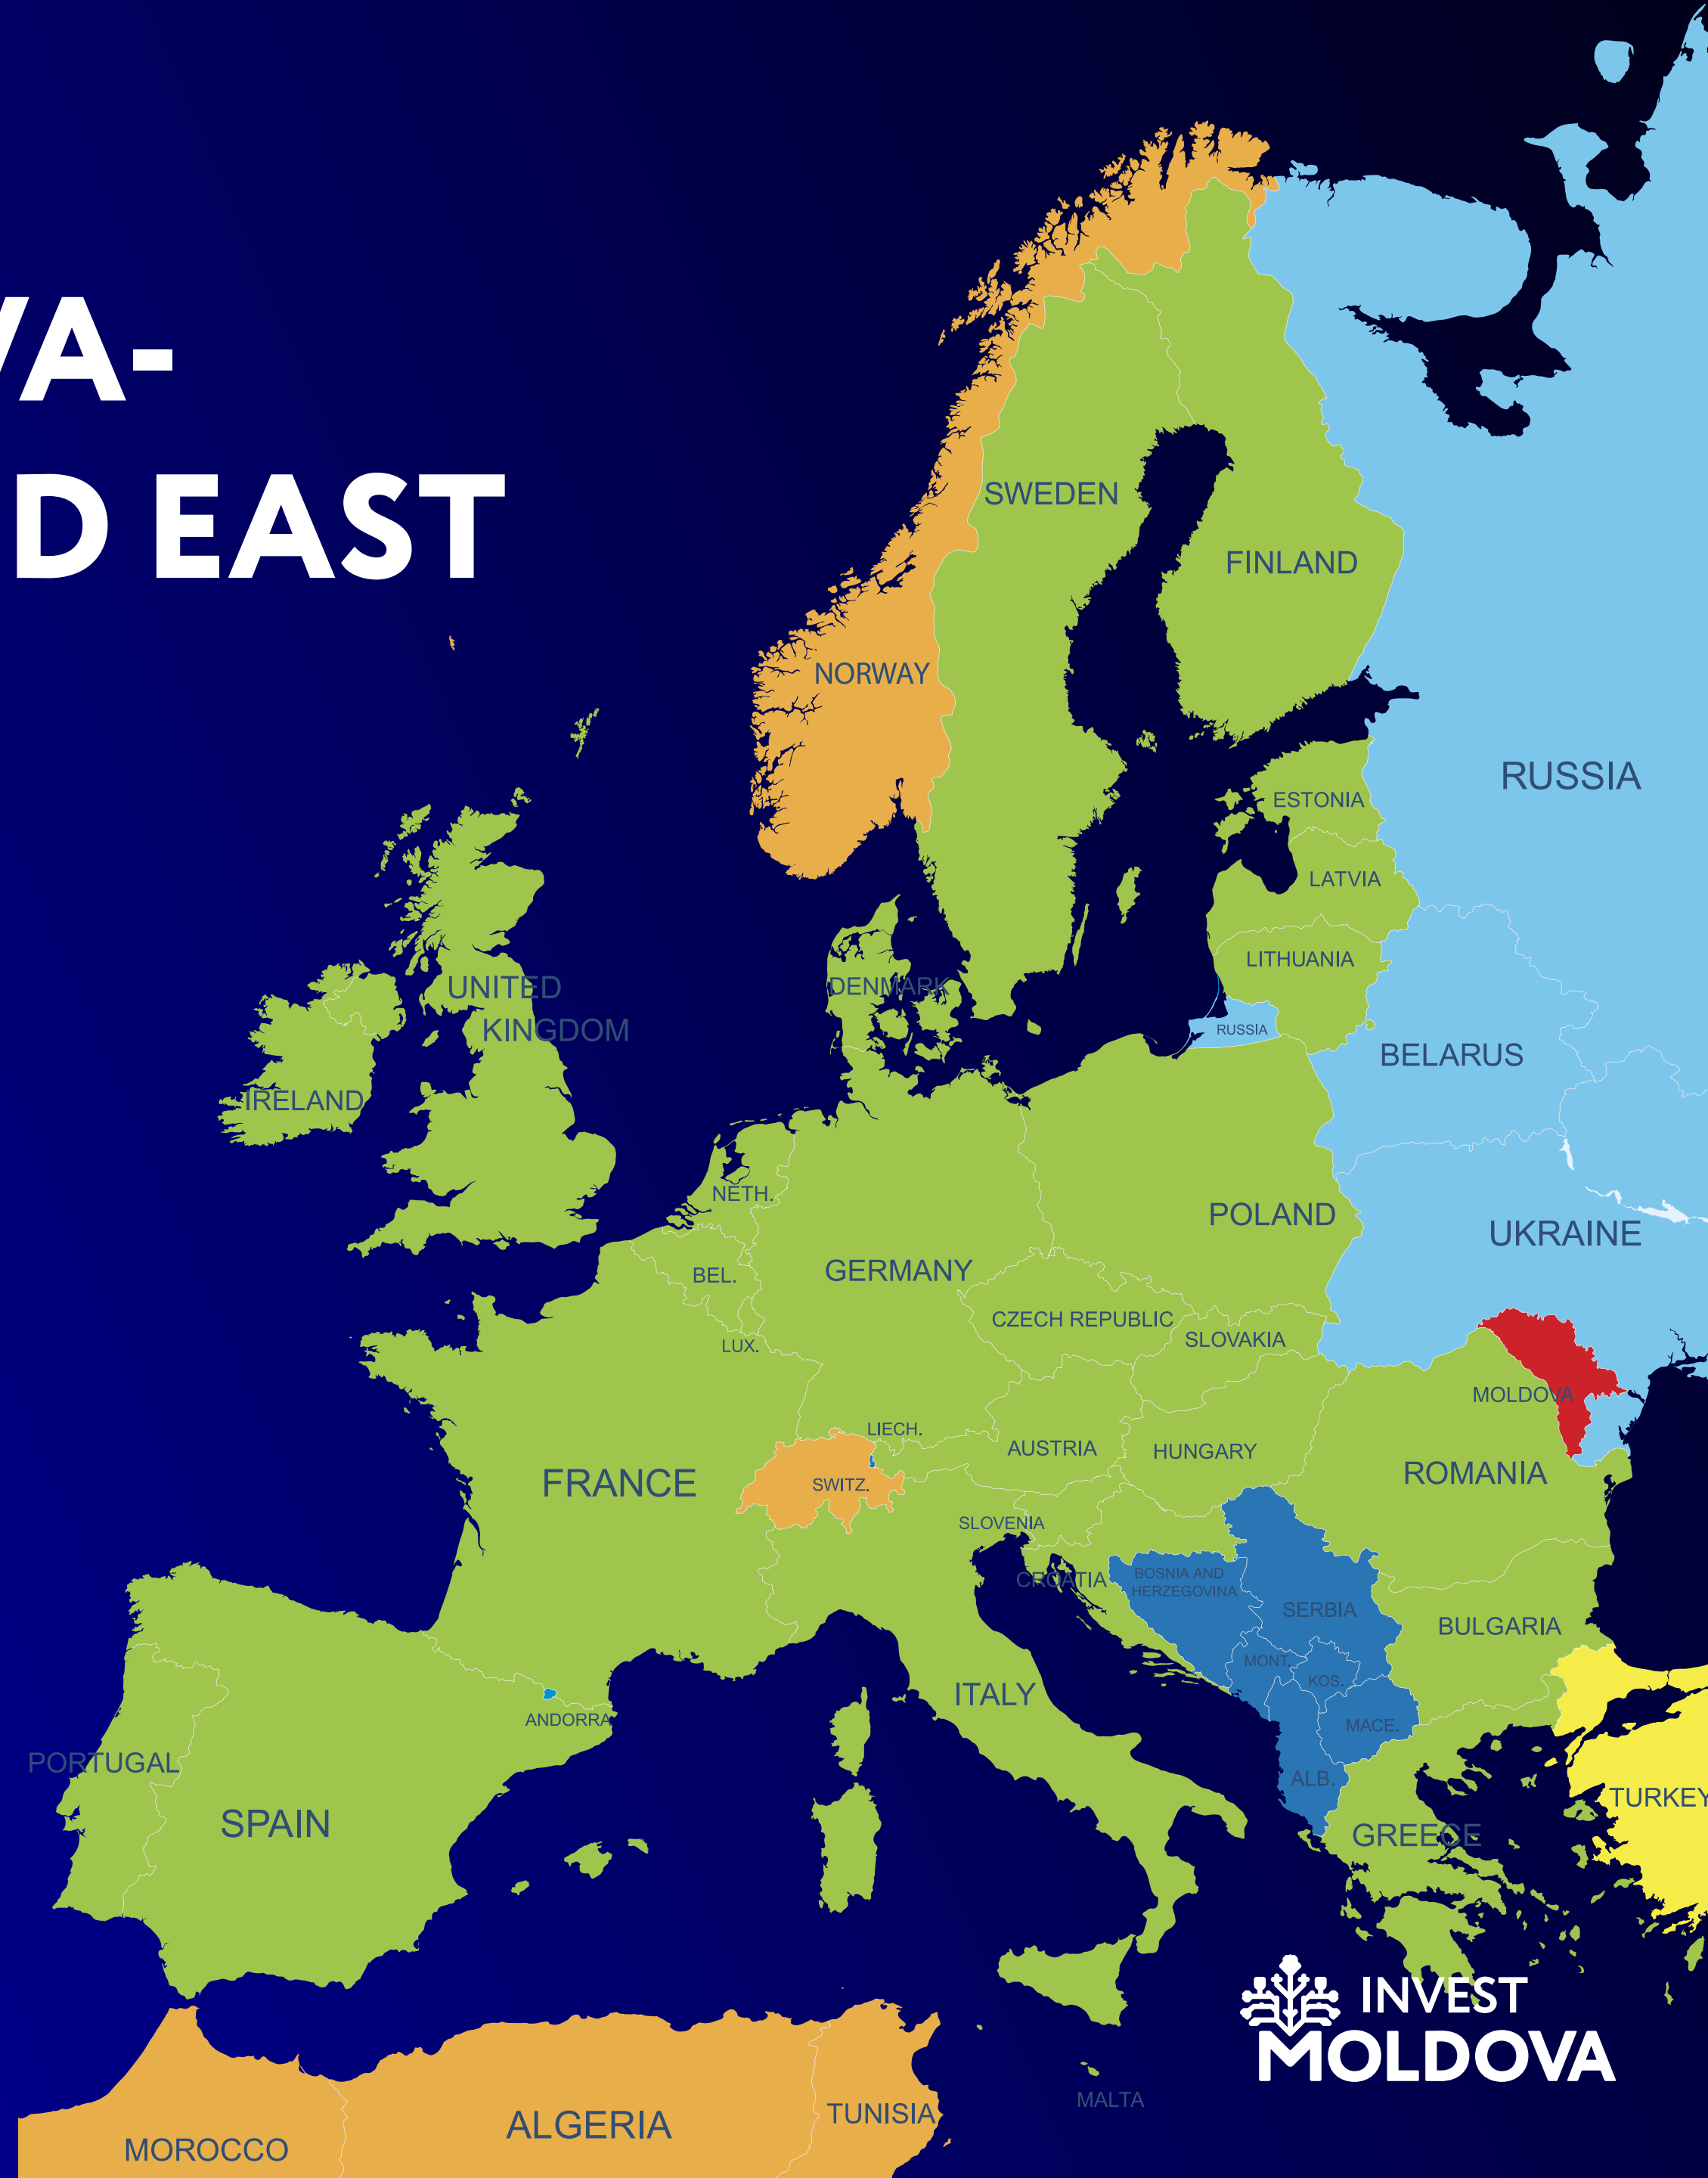 VA-
D EAST
SWEDEN
FINLAND
NORWAY
RUSSIA
ESTONIA
LATVIA
LITHUANIA
UNITED
KINGDOM
DENMARK
RUSSIA
BELARUS
IRELAND
NETH.
POLAND
UKRAINE
BEL.
GERMANY
CZECH REPUBLIC
SLOVAKIA
LUX.
MOLDOVA
LIECH.
AUSTRIA
HUNGARY
FRANCE
SWITZ.
ROMANIA
SLOVENIA
CROATIA
BOSNIA AND
HERZEGOVINA
SERBIA
BULGARIA
MONT.
KOS.
ITALY
ANDORRA
MACE.
PORTUGAL
ALB.
TURKEY
SPAIN
GREECE
INVEST
MOLDOVA
MALTA
TUNISIA
ALGERIA
MOROCCO